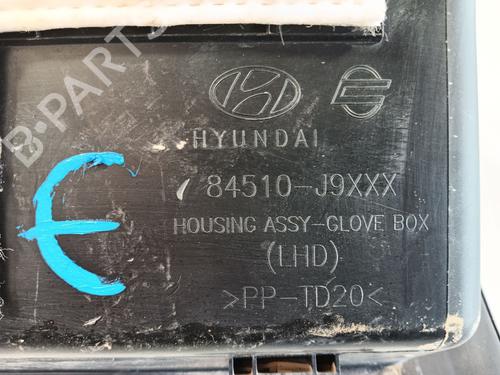 B-PARTS
HYUNDAI
84510-J9XXX
HOUSING ASSY-GLOVE BOX
(LHD)
>PP-TD20<
E